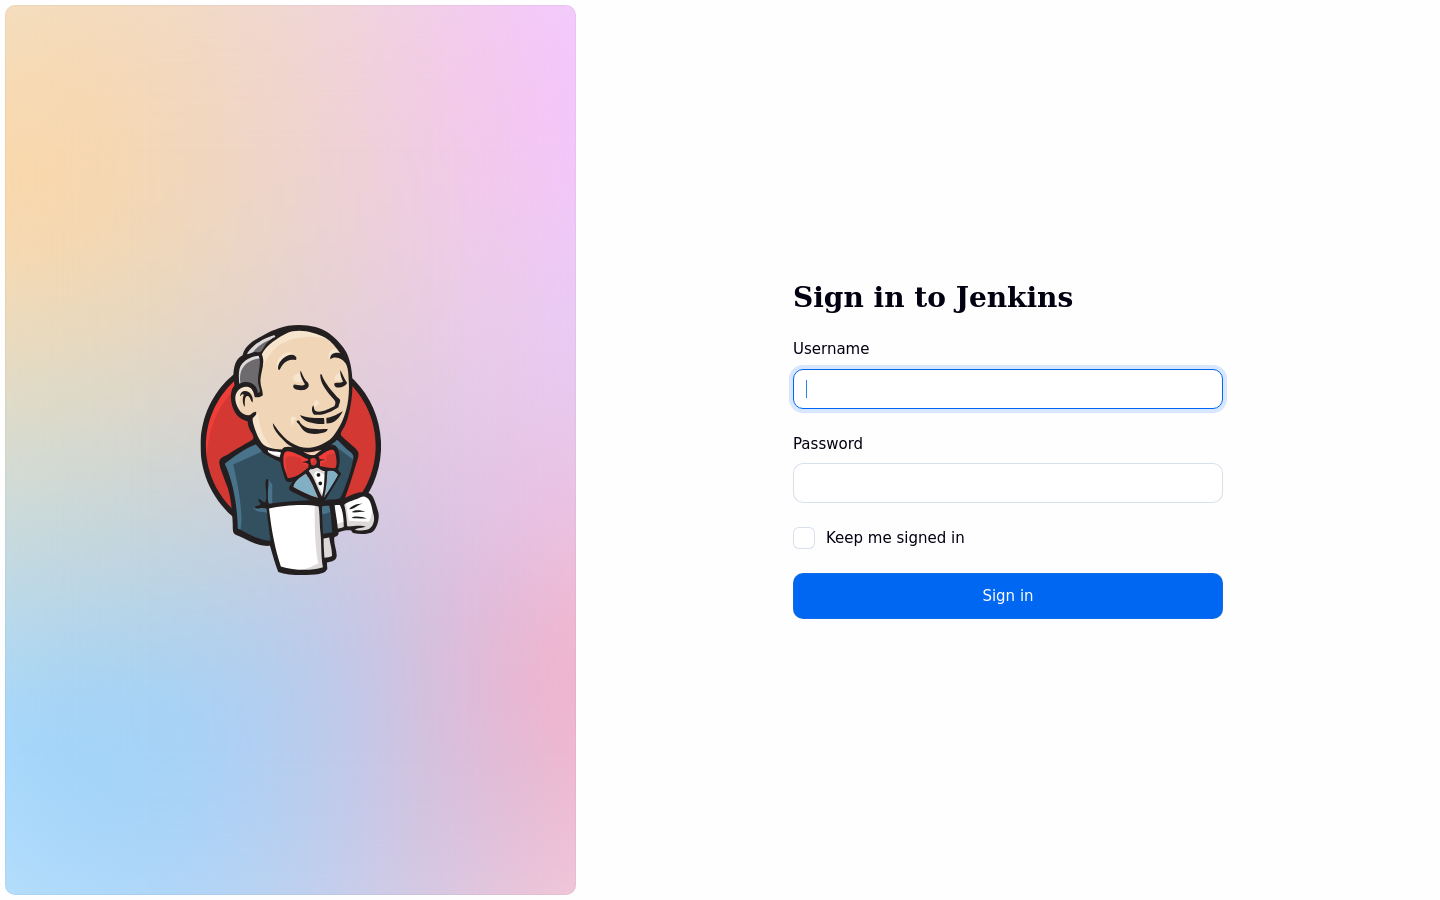 Sign in to Jenkins
Username
Password
Keep me signed in
Sign in